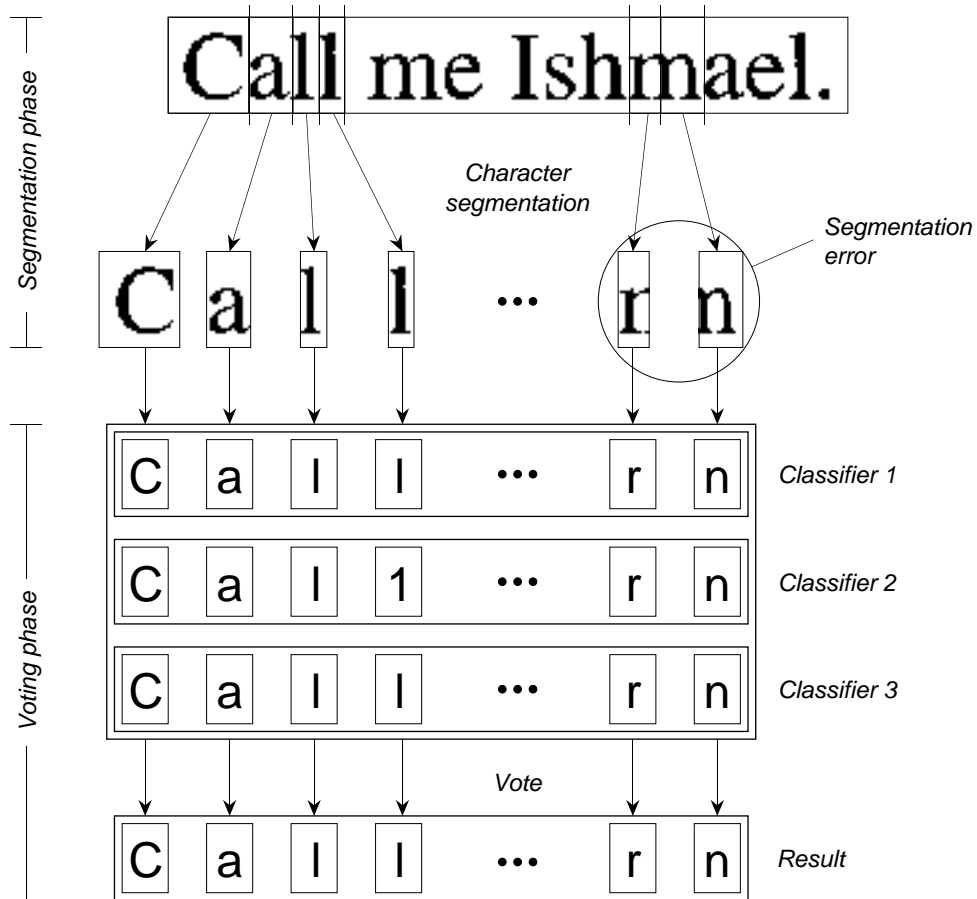 Call me Ishmael.
Segmentation phase
Character
segmentation
Segmentation
error
C a l l ... r n
Voting phase
C a l l ... r n Classifier 1
C a l 1 ... r n Classifier 2
C a l l ... r n Classifier 3
Vote
C a l l ... r n Result